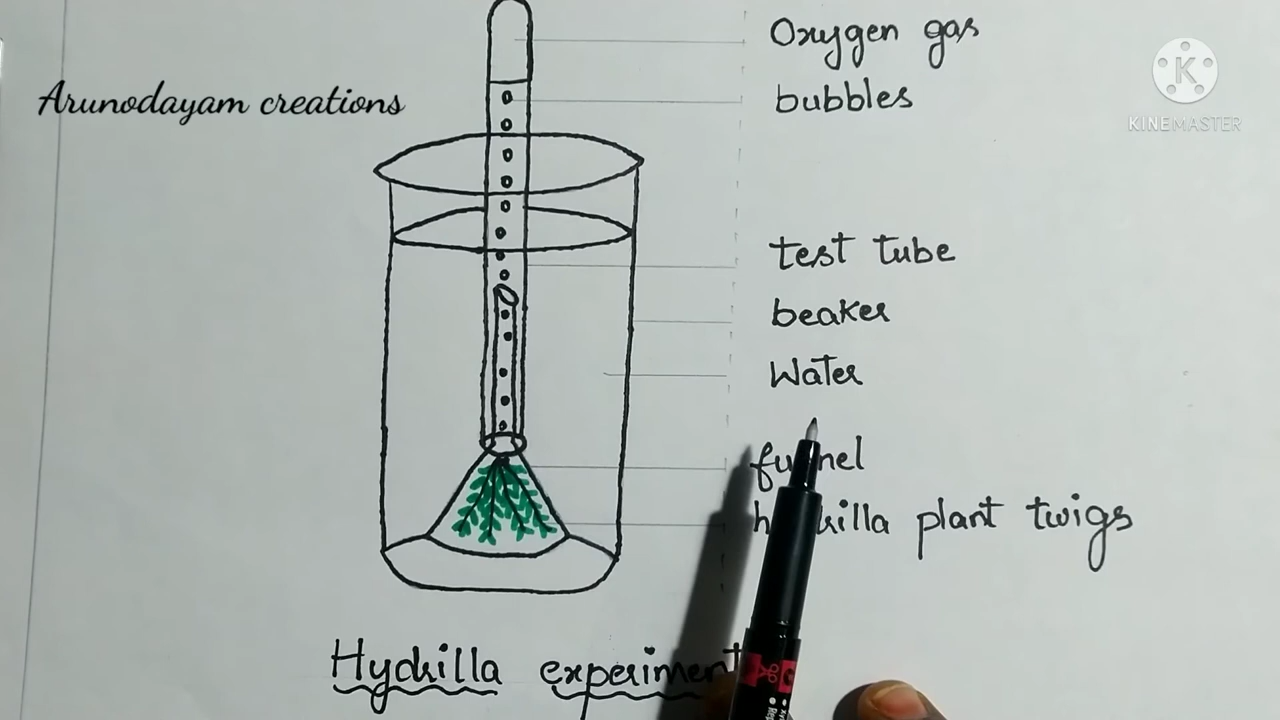 Oxygen gas
Arunodayam creations
bubbles
KINEMASTER
test tube
beaker
Water
plant twigs
Hydrilla experiment